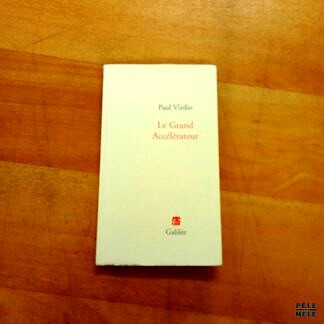 Paul Virilio
Le Grand
Accélérateur
Galilée
PÊLE
MÊLE